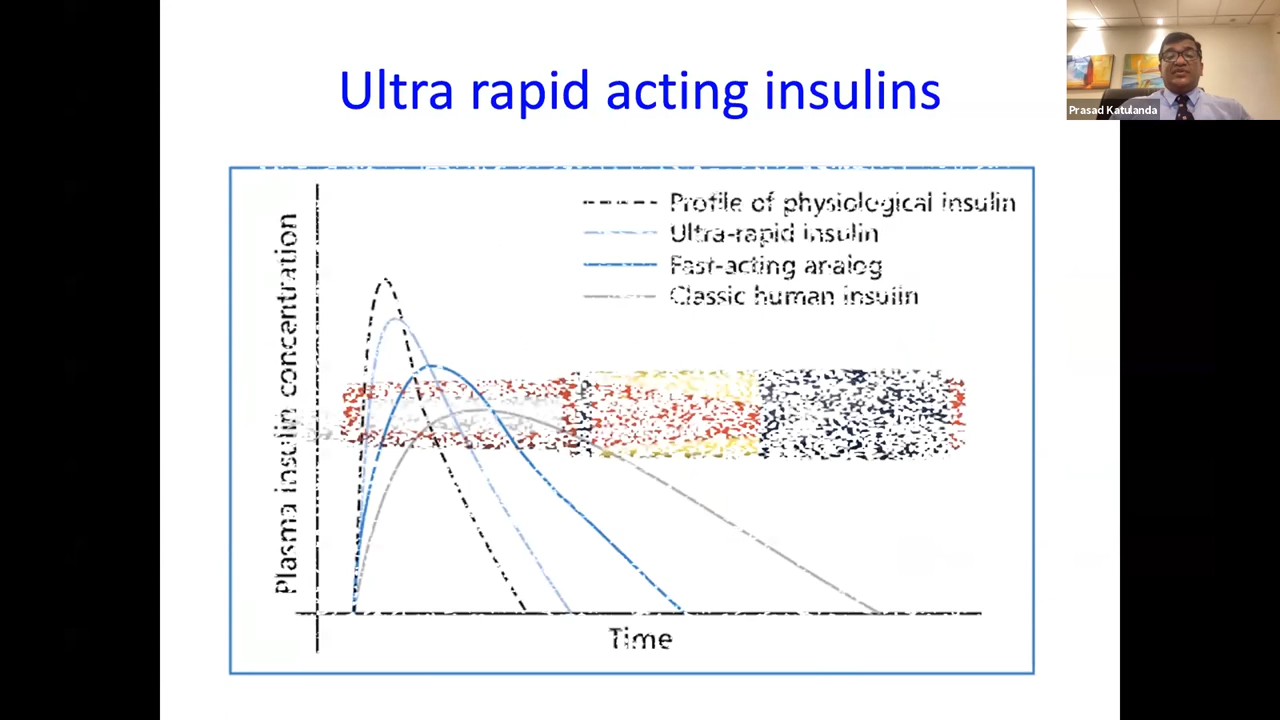 Ultra rapid acting insulins
Prasad Katulanda
Profile of physiological insulin
Ultra-rapid insulin
Fast-acting analog
Classic human insulin
Plasma insulin concantration
Time